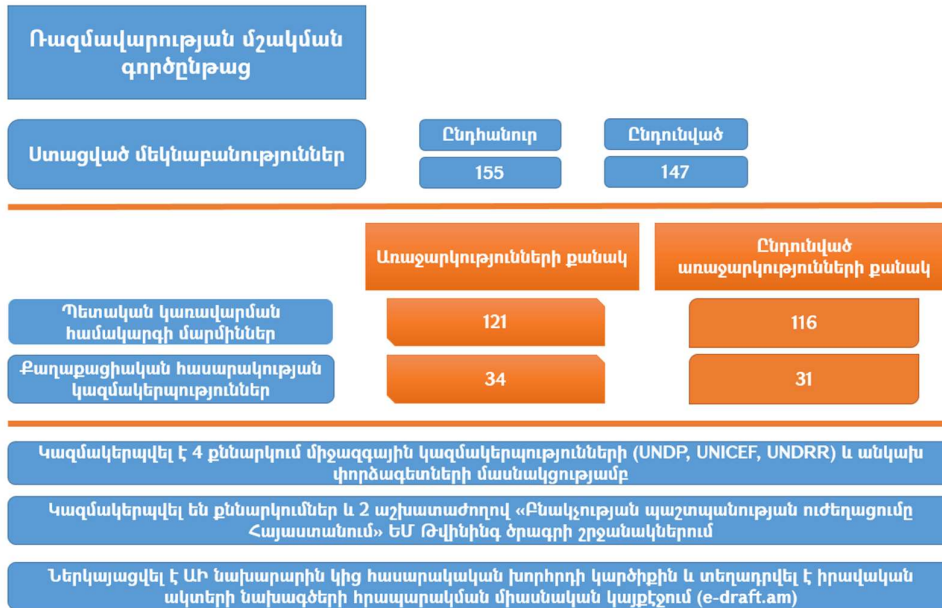 Ռազմավարության մշակման
գործընթաց
Ստացված մեկնաբանություններ
Ընդհանուր
Ընդունված
155
147
Առաջարկությունների քանակ
Ընդունված
առաջարկությունների քանակ
Պետական կառավարման
համակարգի մարմիններ
121
116
Քաղաքացիական հասարակության
կազմակերպություններ
34
31
Կազմակերպվել է 4 քննարկում միջազգային կազմակերպությունների (UNDP, UNICEF, UNDRR) և անկախ
փորձագետների մասնակցությամբ
Կազմակերպվել են քննարկումներ և 2 աշխատաժողով «Բնակչության պաշտպանության ուժեղացումը
Հայաստանում» ԵՄ Թվինինգ ծրագրի շրջանակներում
Ներկայացվել է ԱԻ նախարարին կից հասարակական խորհրդի կարծիքին և տեղադրվել է իրավական
ակտերի նախագծերի հրապարակման միասնական կայքէջում (e-draft.am)